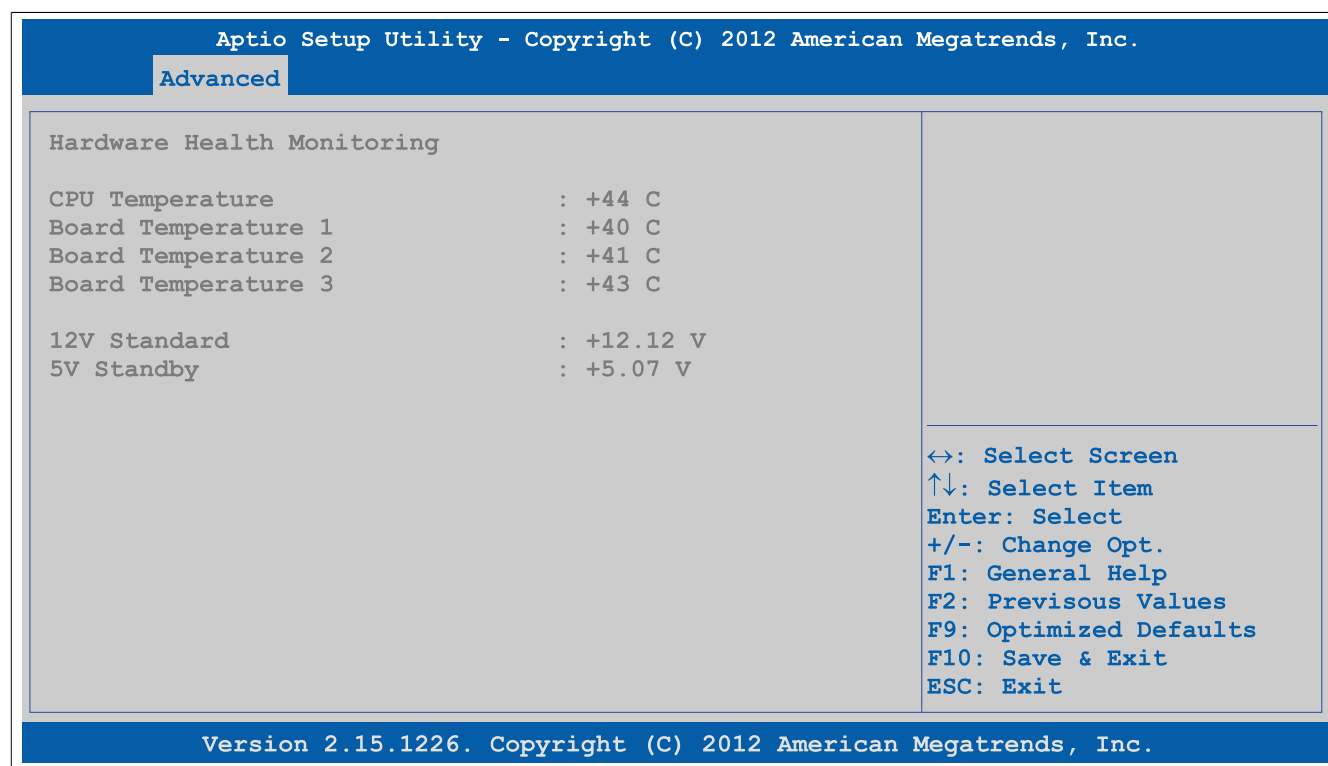 Aptio Setup Utility - Copyright (C) 2012 American Megatrends, Inc.
Advanced
Hardware Health Monitoring
CPU Temperature : +44 C
Board Temperature 1 : +40 C
Board Temperature 2 : +41 C
Board Temperature 3 : +43 C
12V Standard : +12.12 V
5V Standby : +5.07 V
↔: Select Screen
↑↓: Select Item
Enter: Select
+/-: Change Opt.
F1: General Help
F2: Previsous Values
F9: Optimized Defaults
F10: Save & Exit
ESC: Exit
Version 2.15.1226. Copyright (C) 2012 American Megatrends, Inc.